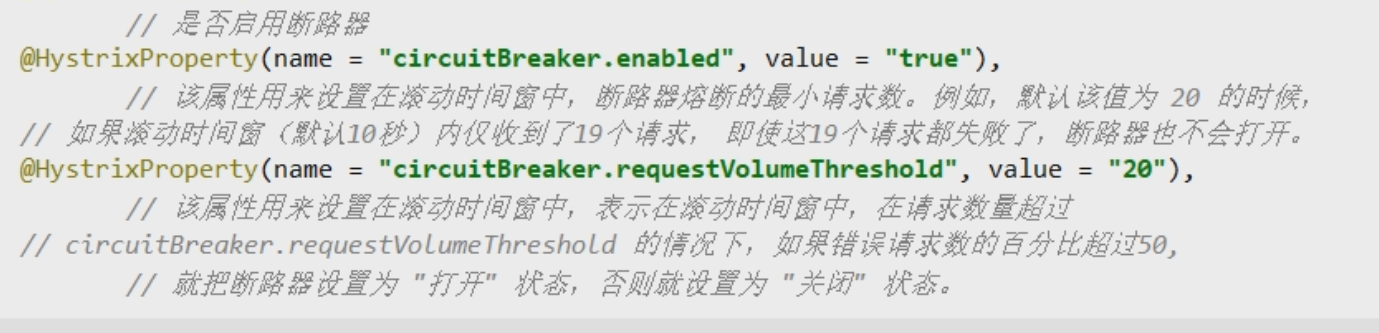 // 是否启用断路器
@HystrixProperty(name = "circuitBreaker.enabled", value = "true"),
// 该属性用来设置在滚动时间窗中，断路器熔断的最小请求数。例如，默认该值为 20 的时候，
// 如果滚动时间窗（默认10秒）内仅收到了19个请求， 即使这19个请求都失败了，断路器也不会打开。
@HystrixProperty(name = "circuitBreaker.requestVolumeThreshold", value = "20"),
// 该属性用来设置在滚动时间窗中，表示在滚动时间窗中，在请求数量超过
// circuitBreaker.requestVolumeThreshold 的情况下，如果错误请求数的百分比超过50,
// 就把断路器设置为 "打开" 状态，否则就设置为 "关闭" 状态。